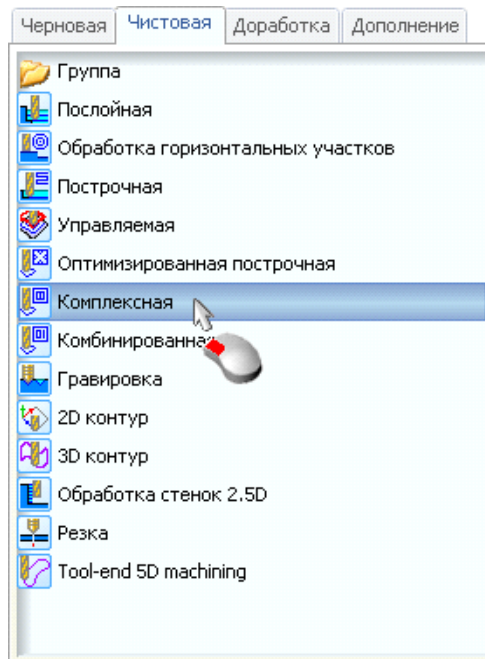 Черновая Чистовая Доработка Дополнение
Группа
Послойная
Обработка горизонтальных участков
Построчная
Управляемая
Оптимизированная построчная
Комплексная
Комбинированная
Гравировка
2D контур
3D контур
Обработка стенок 2.5D
Резка
Tool-end 5D machining